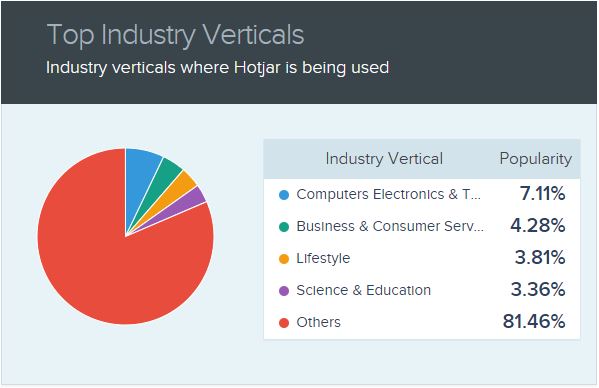 Top Industry Verticals
Industry verticals where Hotjar is being used
Industry Vertical Popularity
Computers Electronics & T... 7.11%
Business & Consumer Serv... 4.28%
Lifestyle 3.81%
Science & Education 3.36%
Others 81.46%